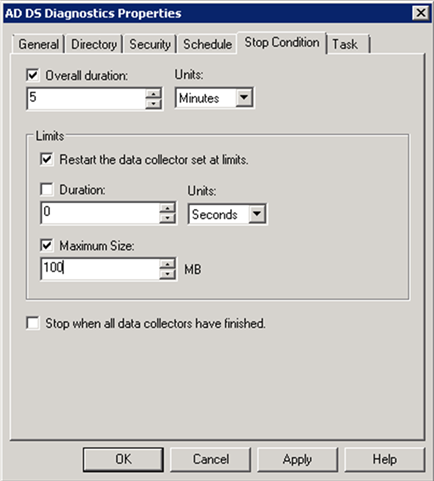 AD DS Diagnostics Properties
General Directory Security Schedule Stop Condition Task
Overall duration: Units:
5 Minutes
Limits
Restart the data collector set at limits.
Duration: Units:
0 Seconds
Maximum Size:
100 MB
Stop when all data collectors have finished.
OK Cancel Apply Help